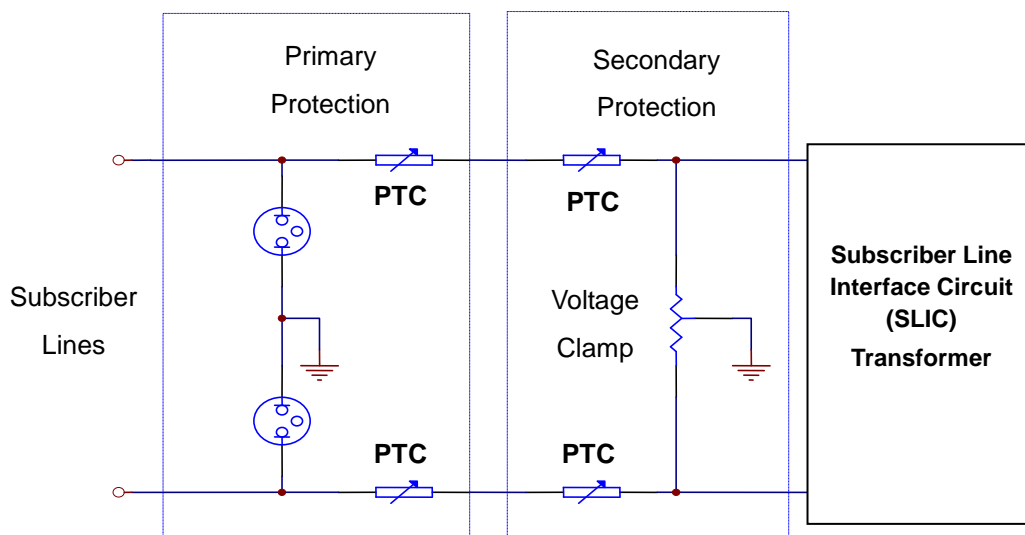 Primary
Protection
Secondary
Protection
PTC
PTC
Subscriber
Lines
Voltage
Clamp
Subscriber Line
Interface Circuit
(SLIC)
Transformer
PTC
PTC